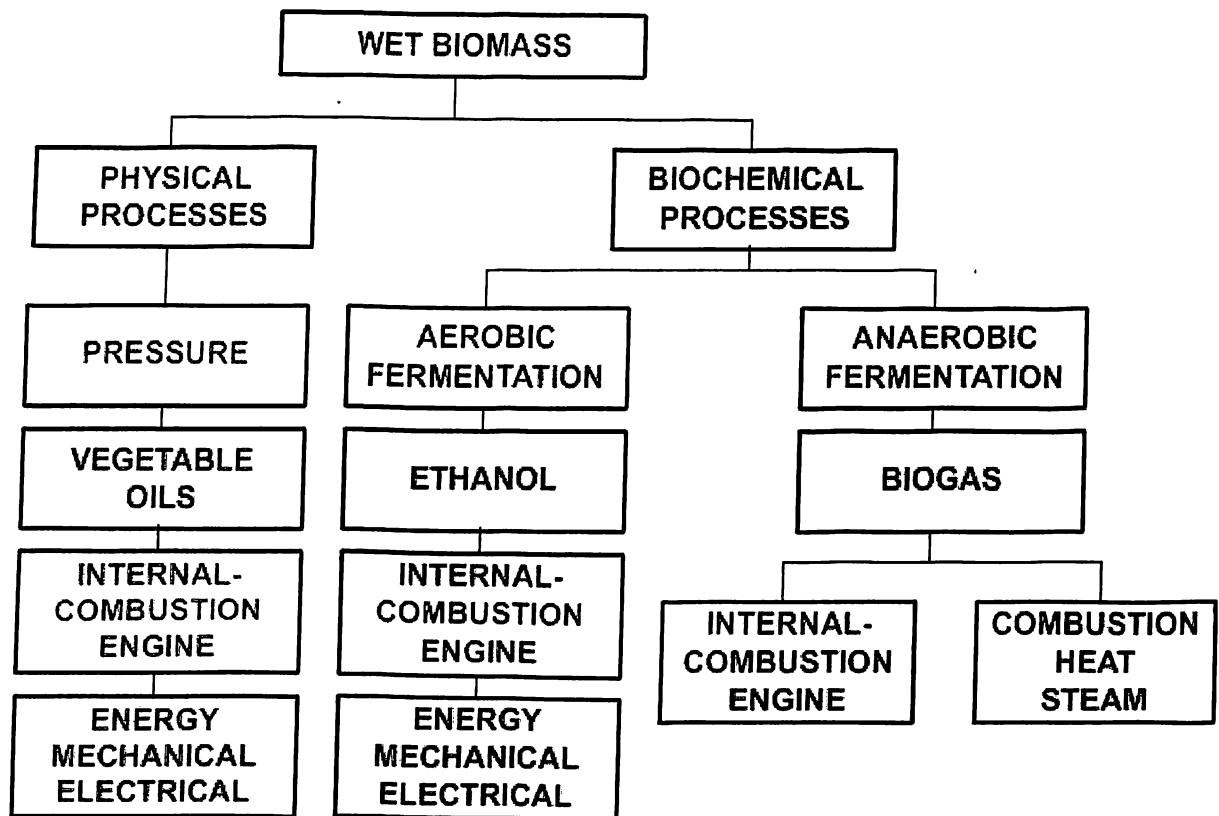 WET BIOMASS
PHYSICAL
PROCESSES
BIOCHEMICAL
PROCESSES
PRESSURE
AEROBIC
FERMENTATION
ANAEROBIC
FERMENTATION
VEGETABLE
OILS
ETHANOL
BIOGAS
INTERNAL-
COMBUSTION
ENGINE
INTERNAL-
COMBUSTION
ENGINE
INTERNAL-
COMBUSTION
ENGINE
COMBUSTION
HEAT
STEAM
ENERGY
MECHANICAL
ELECTRICAL
ENERGY
MECHANICAL
ELECTRICAL